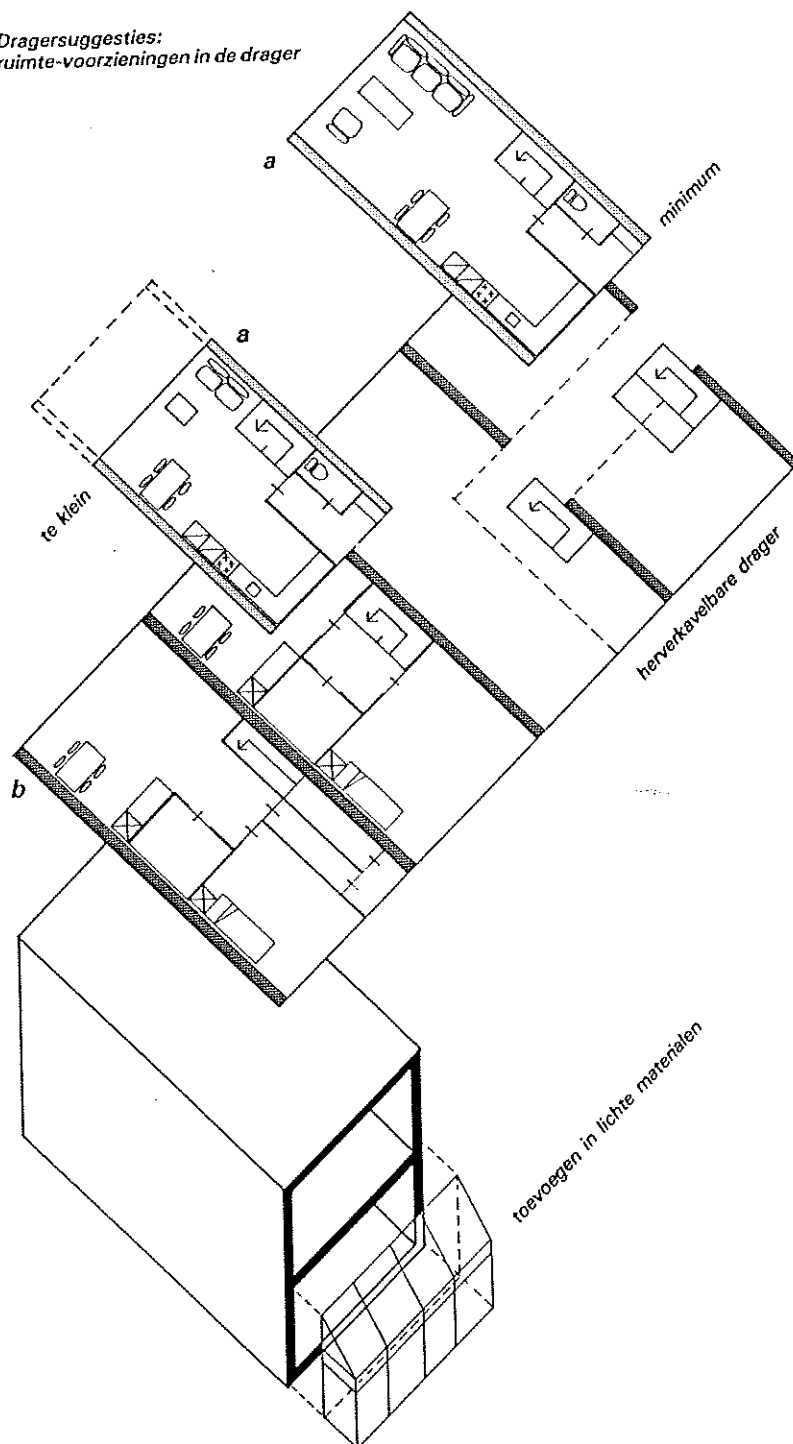 Dragersuggesties:
ruimte-voorzieningen in de drager
a
minimum
a
te klein
herverkavelbare drager
b
toevoegen in lichte materialen